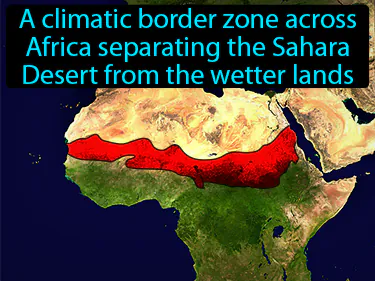 A climatic border zone across
Africa separating the Sahara
Desert from the wetter lands